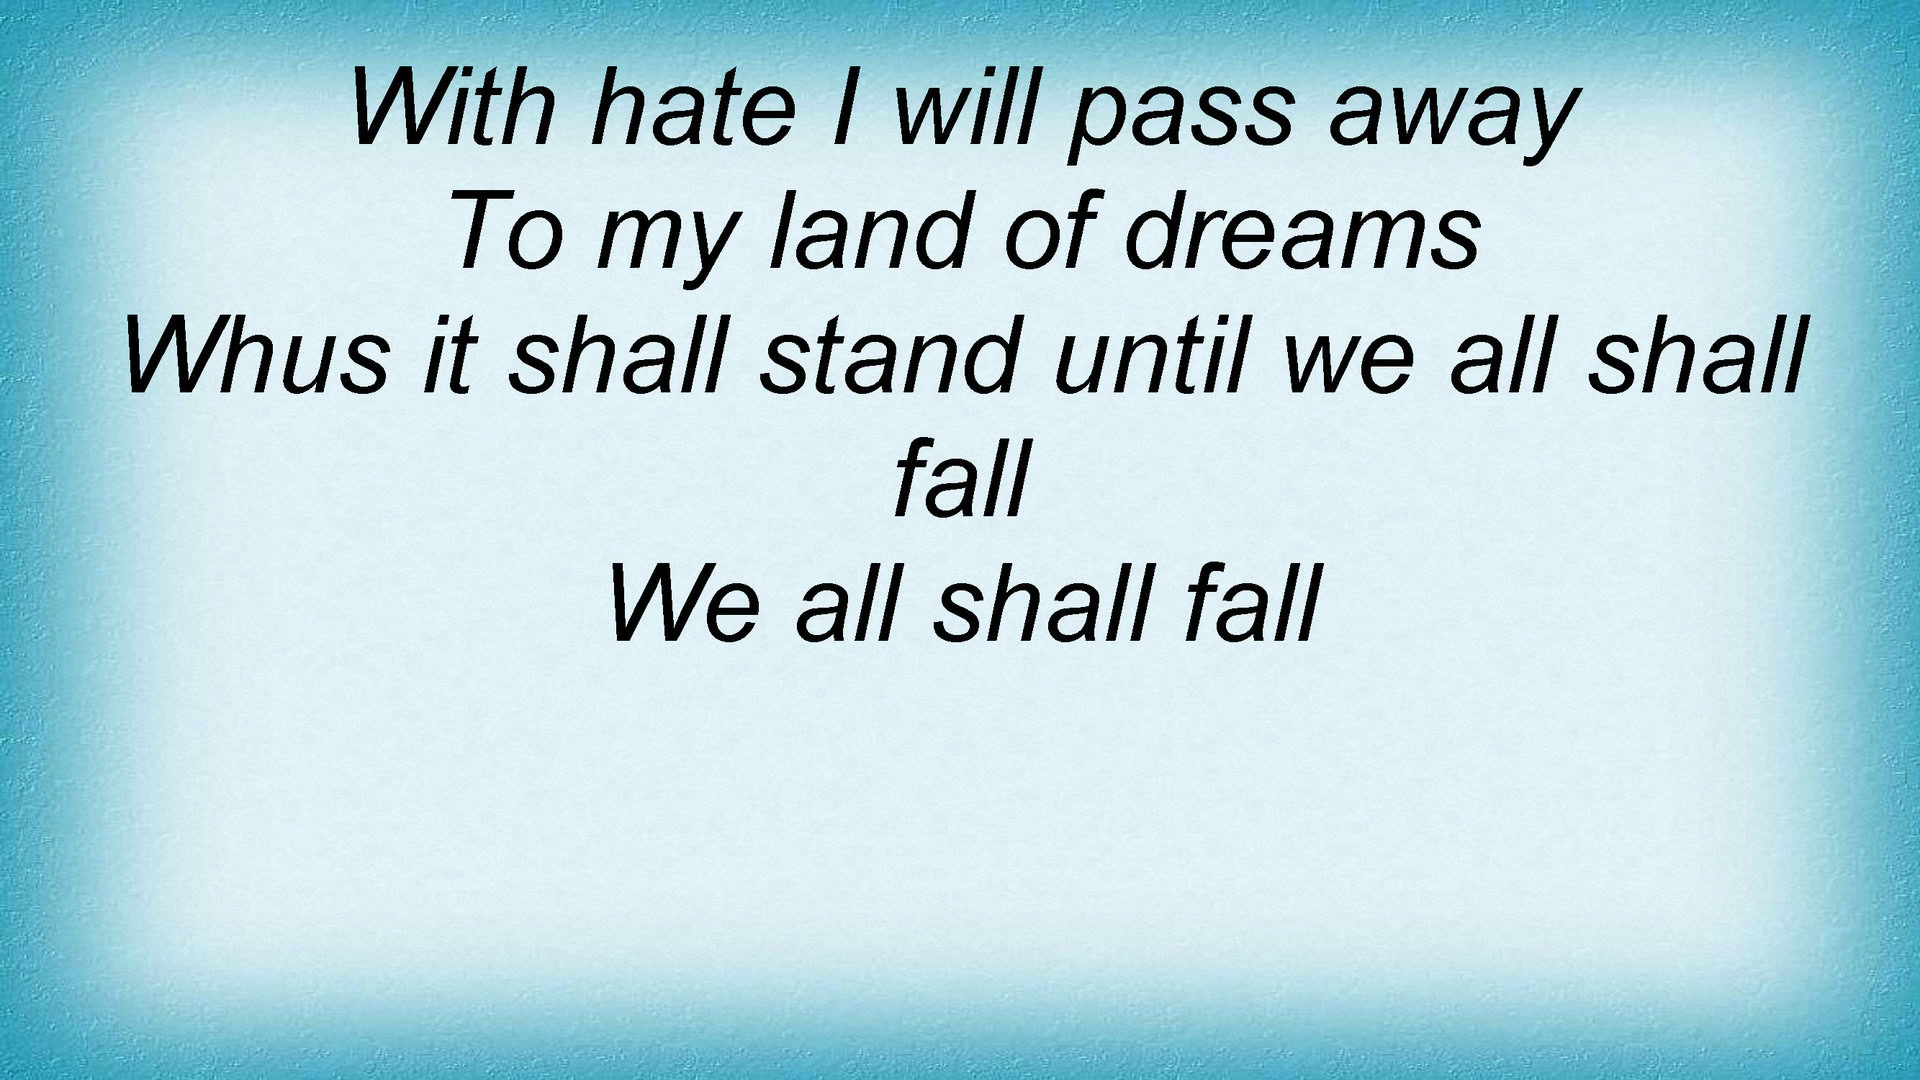 With hate I will pass away
To my land of dreams
Whus it shall stand until we all shall
fall
We all shall fall